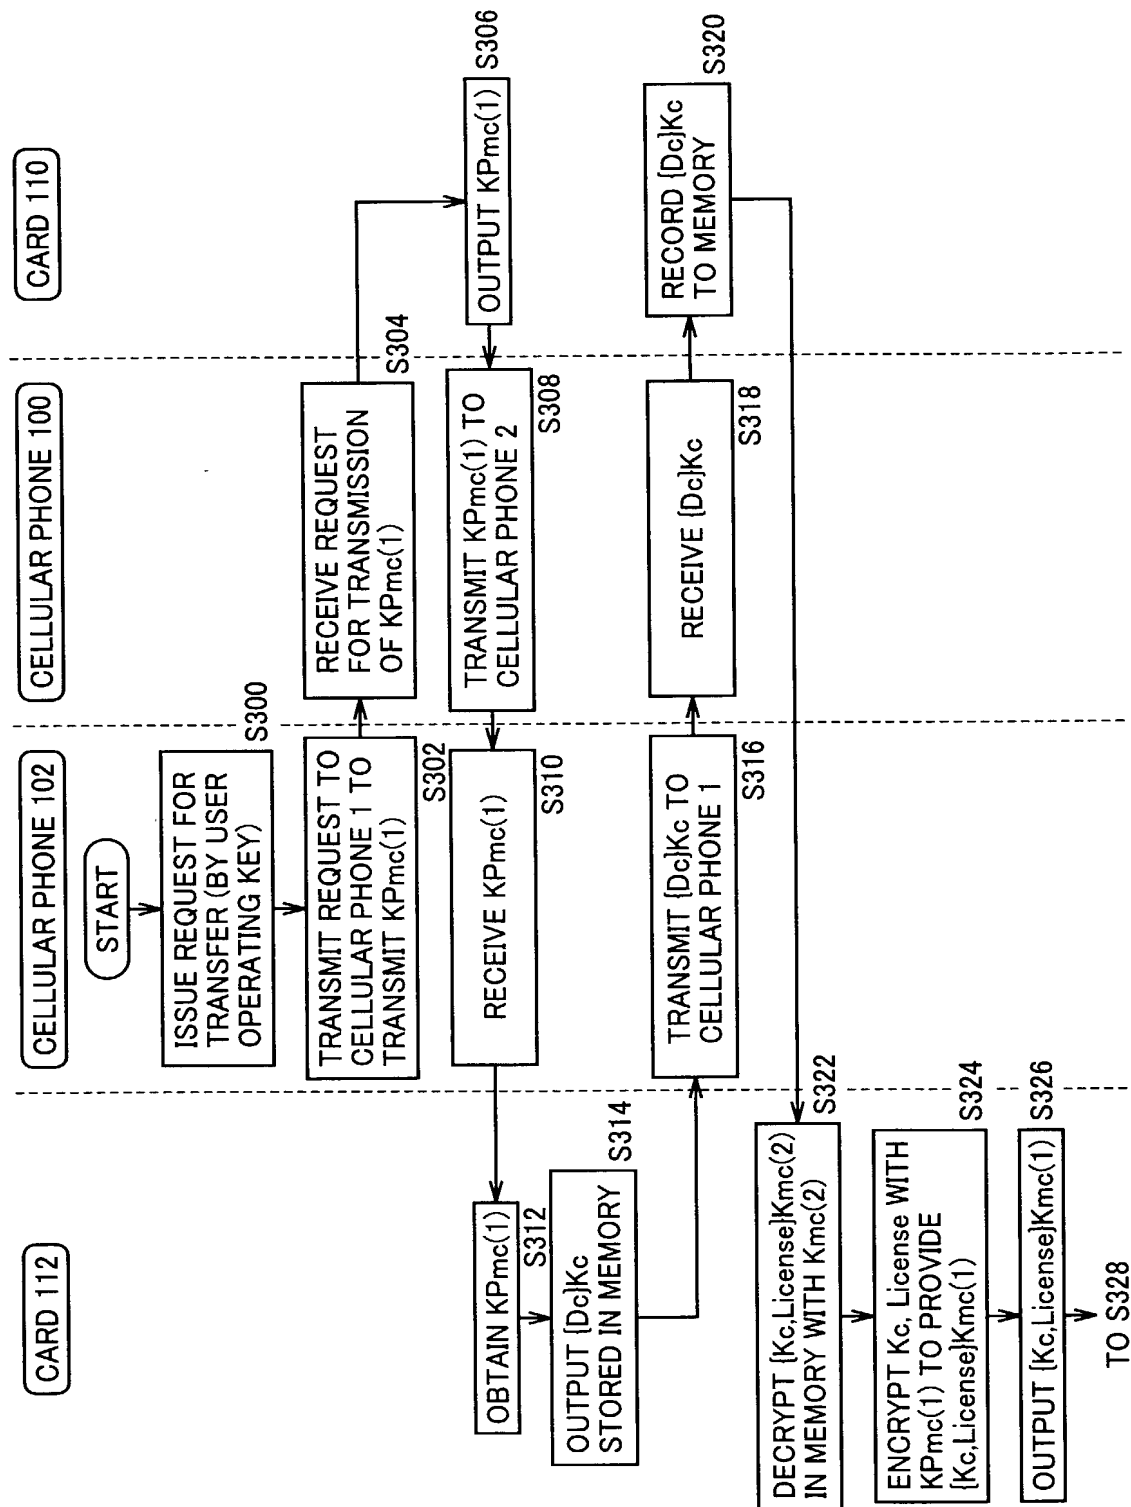 CARD 112
CELLULAR PHONE 102
CELLULAR PHONE 100
CARD 110
START
ISSUE REQUEST FOR
TRANSFER (BY USER
OPERATING KEY)
S300
TRANSMIT REQUEST TO
CELLULAR PHONE 1 TO
TRANSMIT KPmc(1)
S302
RECEIVE REQUEST
FOR TRANSMISSION
OF KPmc(1)
S304
OUTPUT KPmc(1)
S306
TRANSMIT KPmc(1) TO
CELLULAR PHONE 2
S308
RECEIVE KPmc(1)
S310
OBTAIN KPmc(1)
S312
OUTPUT {Dc}Kc
STORED IN MEMORY
S314
TRANSMIT {Dc}Kc TO
CELLULAR PHONE 1
S316
RECEIVE {Dc}Kc
S318
RECORD {Dc}Kc
TO MEMORY
S320
DECRYPT {Kc,License}Kmc(2)
IN MEMORY WITH Kmc(2)
S322
ENCRYPT Kc, License WITH
KPmc(1) TO PROVIDE
{Kc,License}Kmc(1)
S324
OUTPUT {Kc,License}Kmc(1)
S326
TO S328